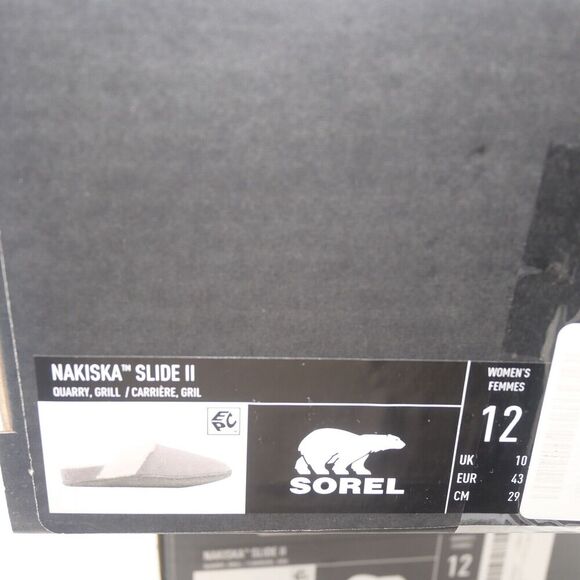 NAKISKA™ SLIDE II
QUARRY, GRILL / CARRIÈRE, GRIL
EPC
SOREL
WOMEN'S
FEMMES
12
UK 10
EUR 43
CM 29
NAKISKA™ SLIDE II
12